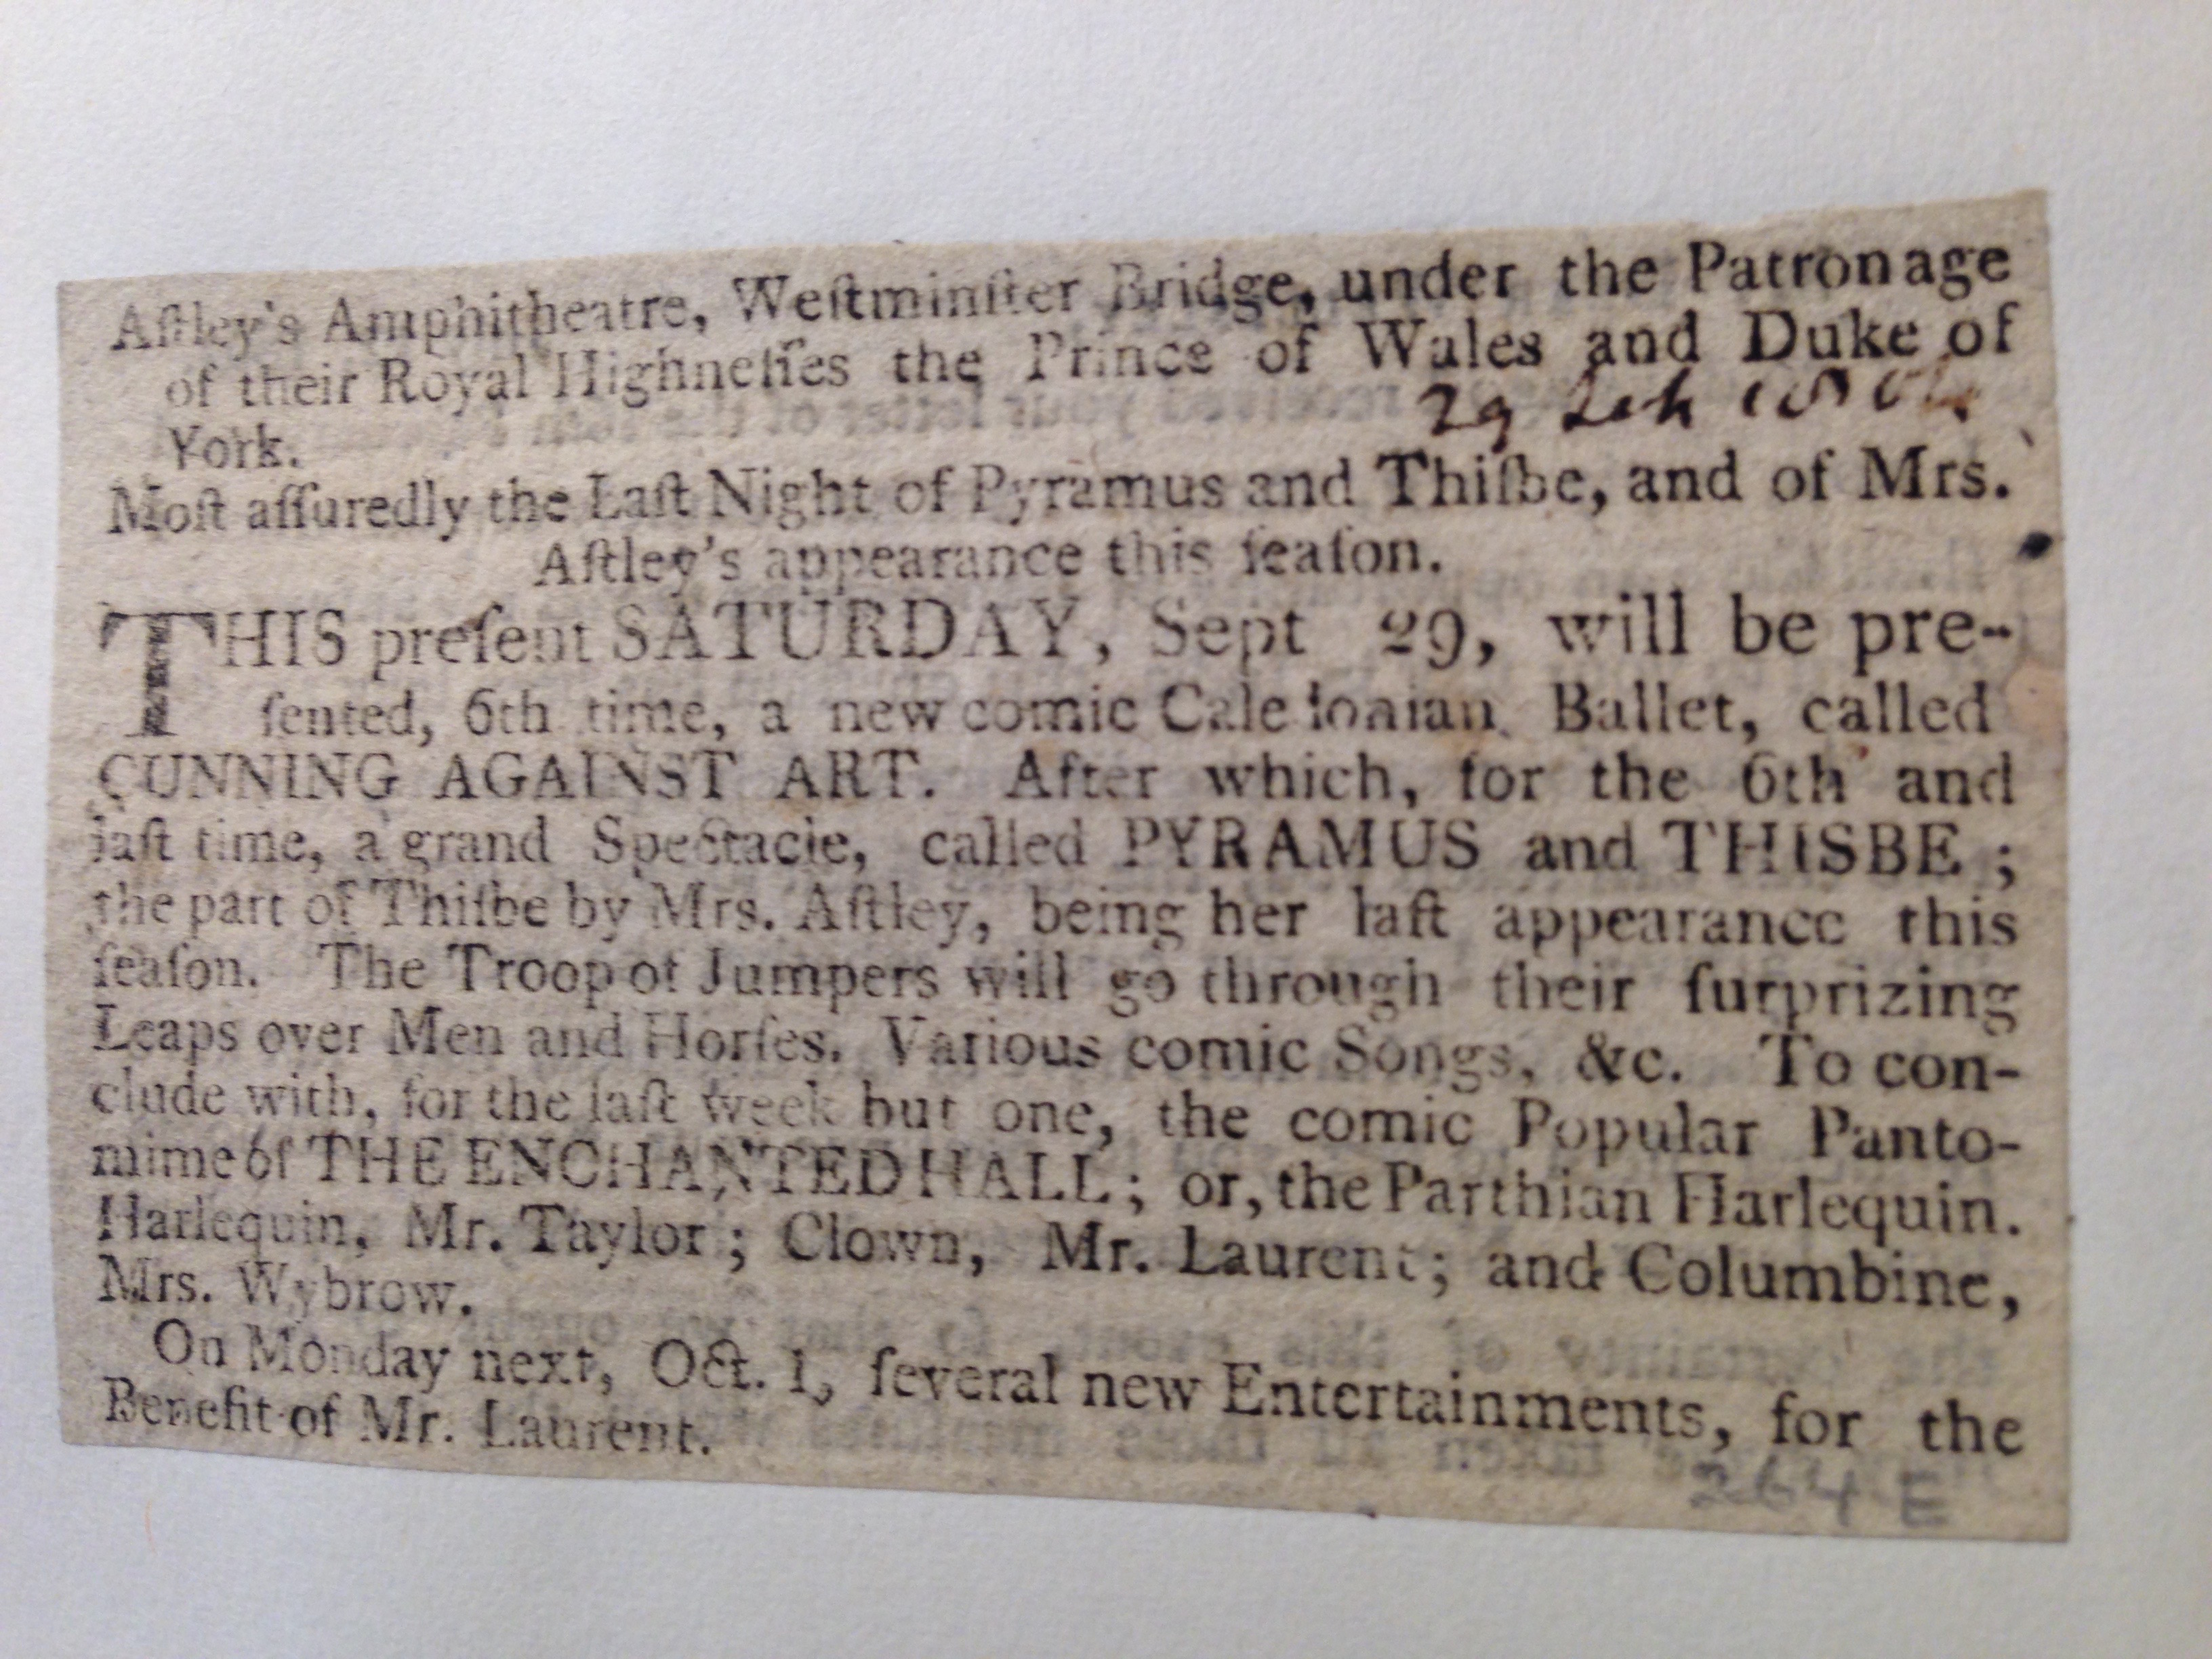 Aſtley's Amphitheatre, Weſtminſter Bridge, under the Patronage
of their Royal Highneſſes the Prince of Wales and Duke of
York.
29
Moſt aſſuredly the Laſt Night of Pyramus and Thiſbe, and of Mrs.
Aſtley's appearance this ſeaſon.
THIS preſent SATURDAY, Sept 29, will be pre-
ſented, 6th time, a new comic Caledonian Ballet, called
CUNNING AGAINST ART. After which, for the 6th and
laſt time, a grand Spectacle, called PYRAMUS and THISBE;
the part of Thiſbe by Mrs. Aſtley, being her laſt appearance this
ſeaſon. The Troop of Jumpers will go through their ſurprizing
Leaps over Men and Horſes. Various comic Songs, &c. To con-
clude with, for the laſt week but one, the comic Popular Panto-
mime of THE ENCHANTED HALL; or, the Parthian Harlequin.
Harlequin, Mr. Taylor; Clown, Mr. Laurent; and Columbine,
Mrs. Wybrow.
On Monday next, Oct. 1, ſeveral new Entertainments, for the
Benefit of Mr. Laurent.
264 E